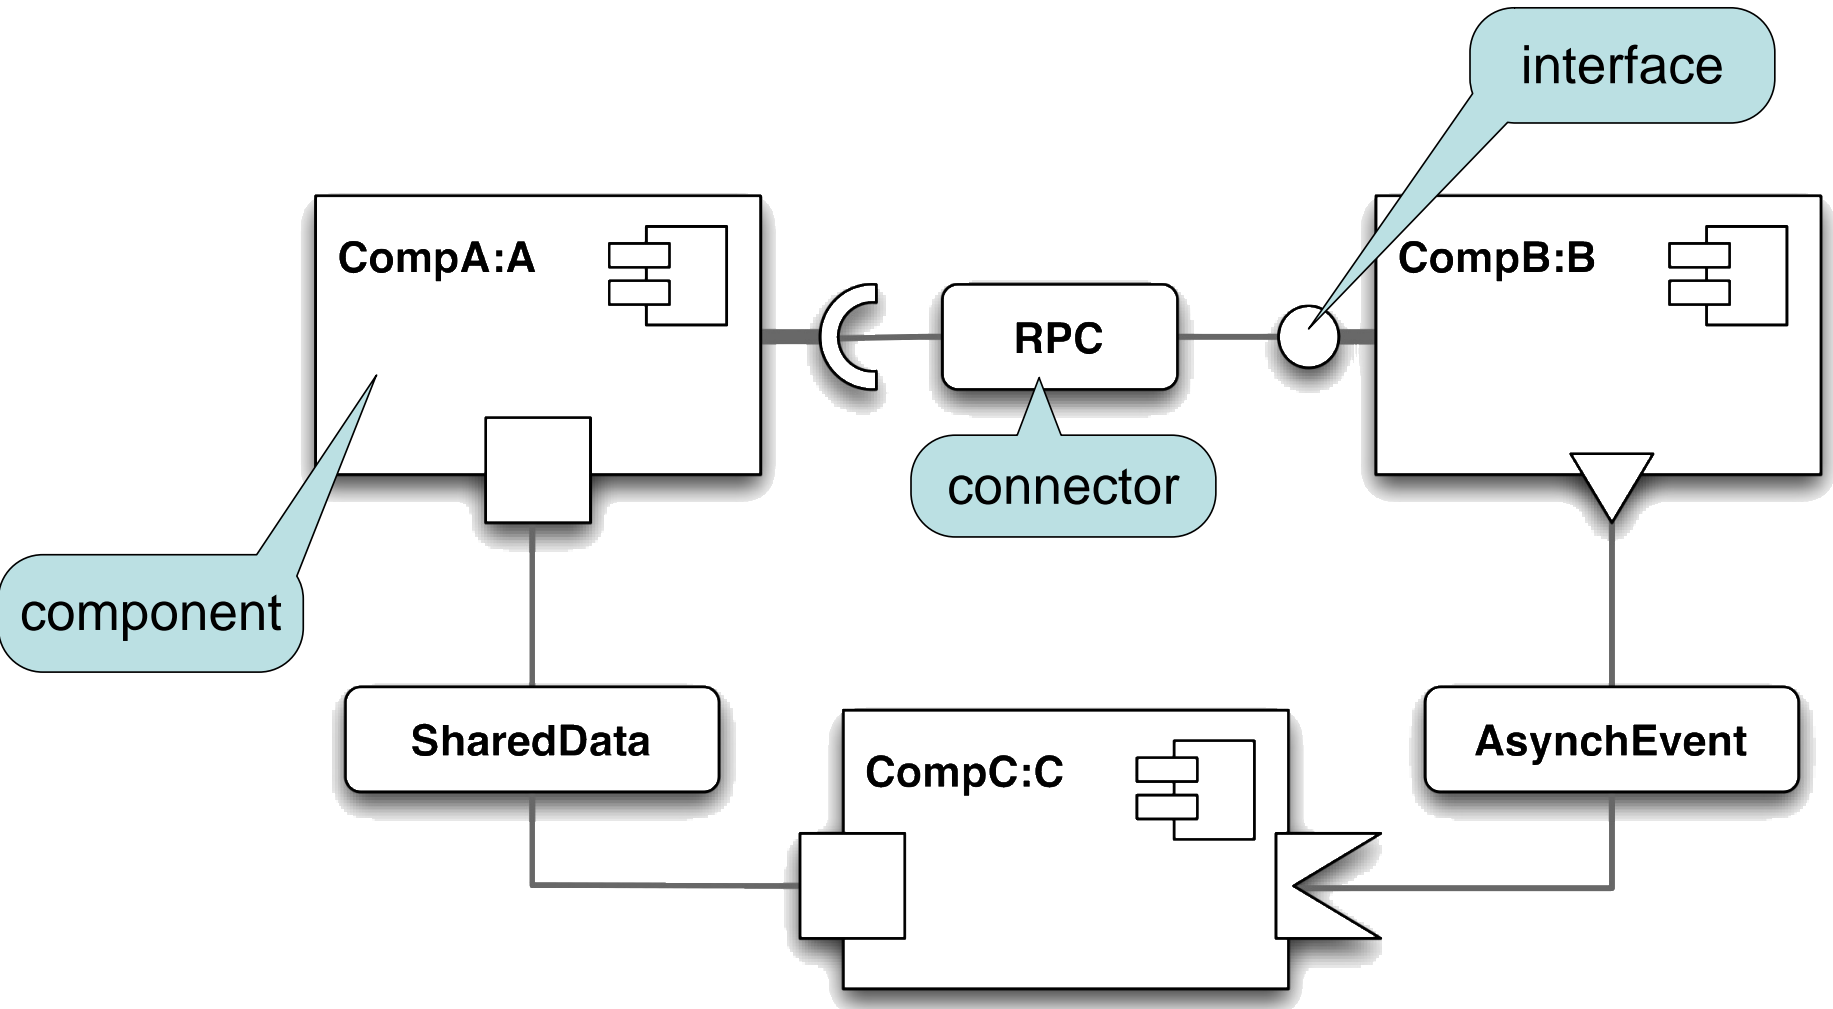 interface
CompA:A
CompB:B
RPC
connector
component
SharedData
AsynchEvent
CompC:C